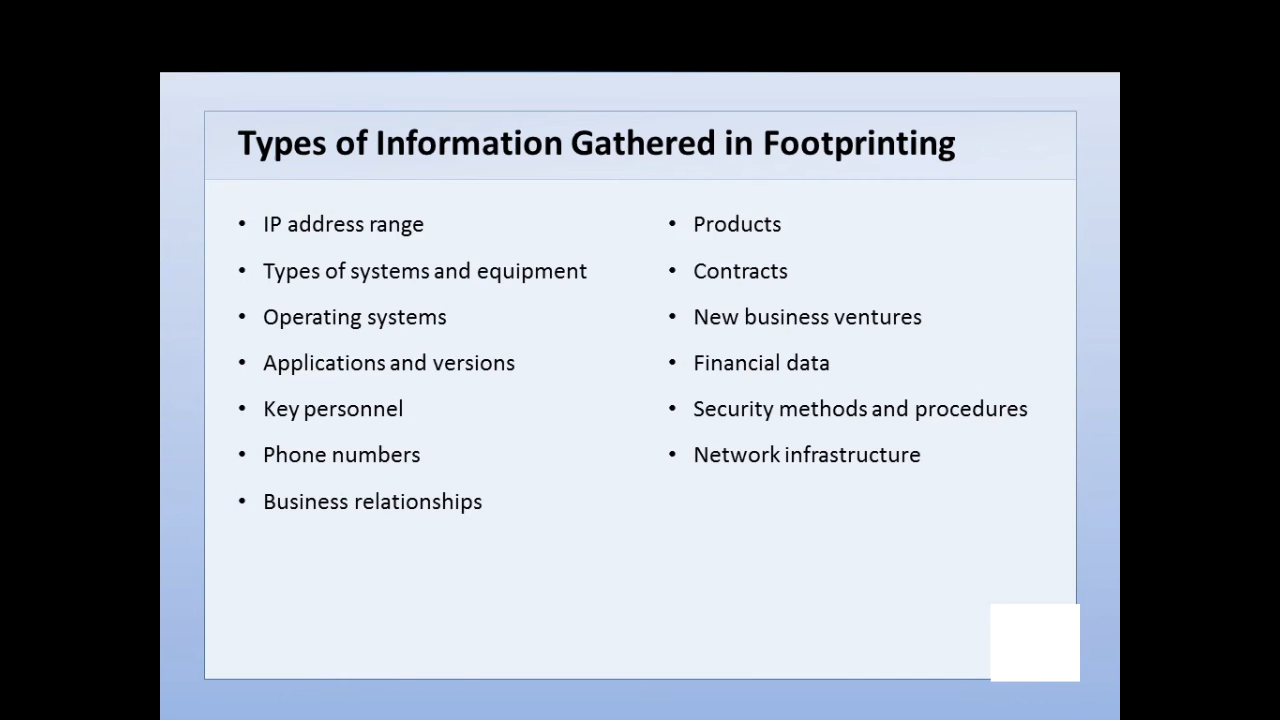 Types of Information Gathered in Footprinting
• IP address range
• Types of systems and equipment
• Operating systems
• Applications and versions
• Key personnel
• Phone numbers
• Business relationships
• Products
• Contracts
• New business ventures
• Financial data
• Security methods and procedures
• Network infrastructure